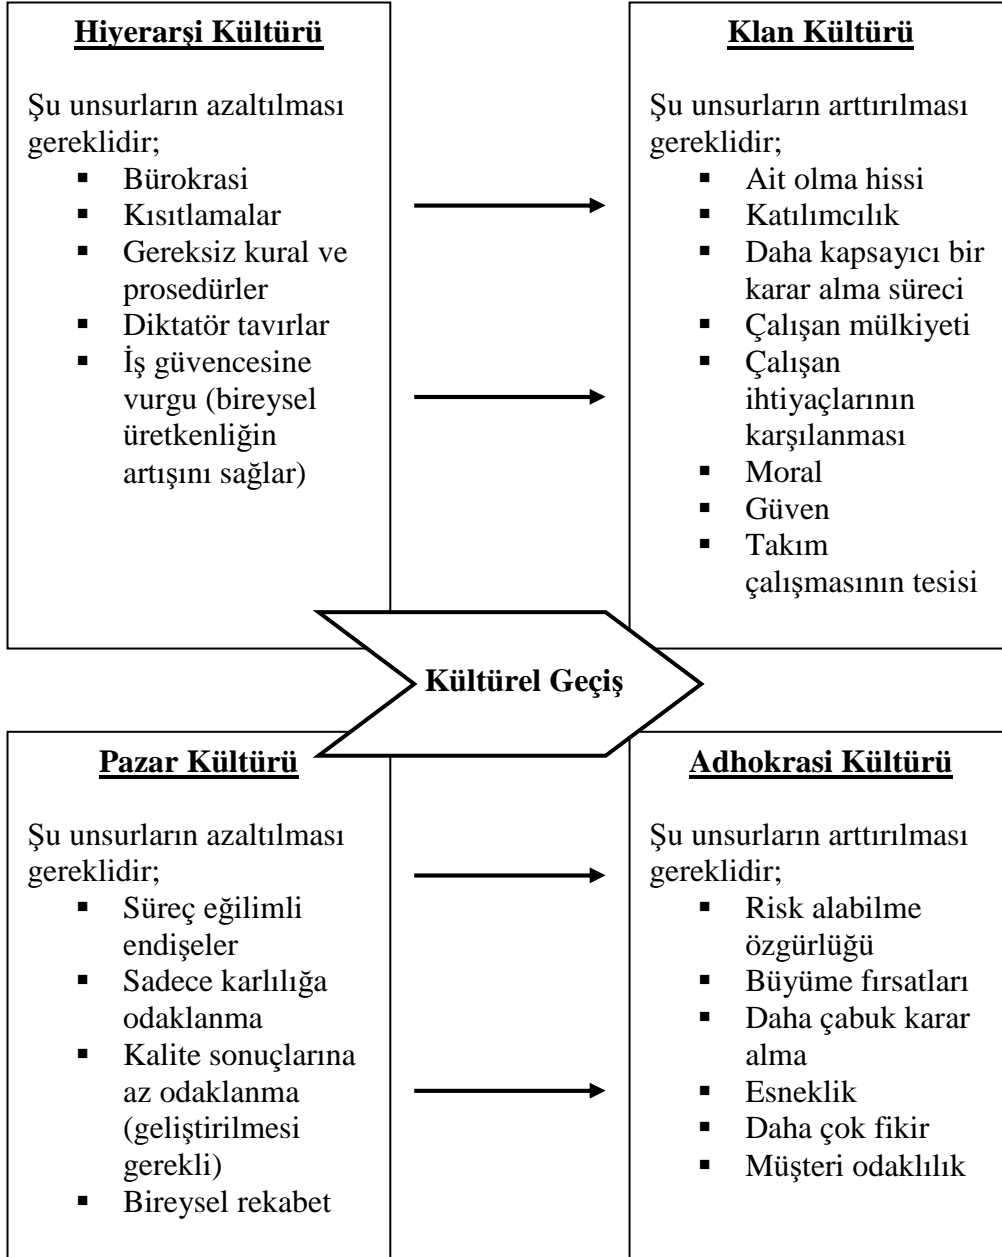 Hiyerarşi Kültürü
Şu unsurların azaltılması
gereklidir;
▪ Bürokrasi
▪ Kısıtlamalar
▪ Gereksiz kural ve
prosedürler
▪ Diktatör tavırlar
▪ İş güvencesine
vurgu (bireysel
üretkenliğin
artışını sağlar)
Klan Kültürü
Şu unsurların arttırılması
gereklidir;
▪ Ait olma hissi
▪ Katılımcılık
▪ Daha kapsayıcı bir
karar alma süreci
▪ Çalışan mülkiyeti
▪ Çalışan
ihtiyaçlarının
karşılanması
▪ Moral
▪ Güven
▪ Takım
çalışmasının tesisi
Kültürel Geçiş
Pazar Kültürü
Şu unsurların azaltılması
gereklidir;
▪ Süreç eğilimli
endişeler
▪ Sadece karlılığa
odaklanma
▪ Kalite sonuçlarına
az odaklanma
(geliştirilmesi
gerekli)
▪ Bireysel rekabet
Adhokrasi Kültürü
Şu unsurların arttırılması
gereklidir;
▪ Risk alabilme
özgürlüğü
▪ Büyüme fırsatları
▪ Daha çabuk karar
alma
▪ Esneklik
▪ Daha çok fikir
▪ Müşteri odaklılık